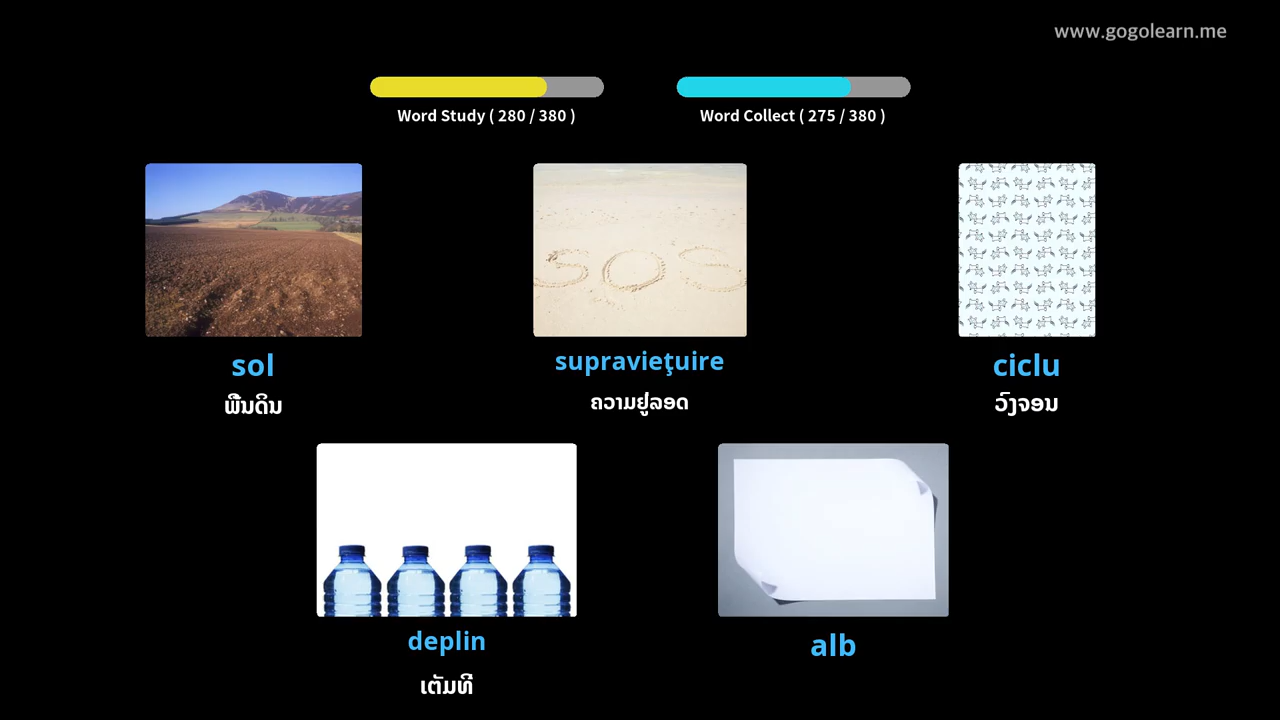 www.gogolearn.me
Word Study ( 280 / 380 )
Word Collect ( 275 / 380 )
SOS
sol
ພື້ນດິນ
supravieţuire
ຄວາມຢູ່ລອດ
ciclu
ວົງຈອນ
deplin
ເຕັມທີ່
alb